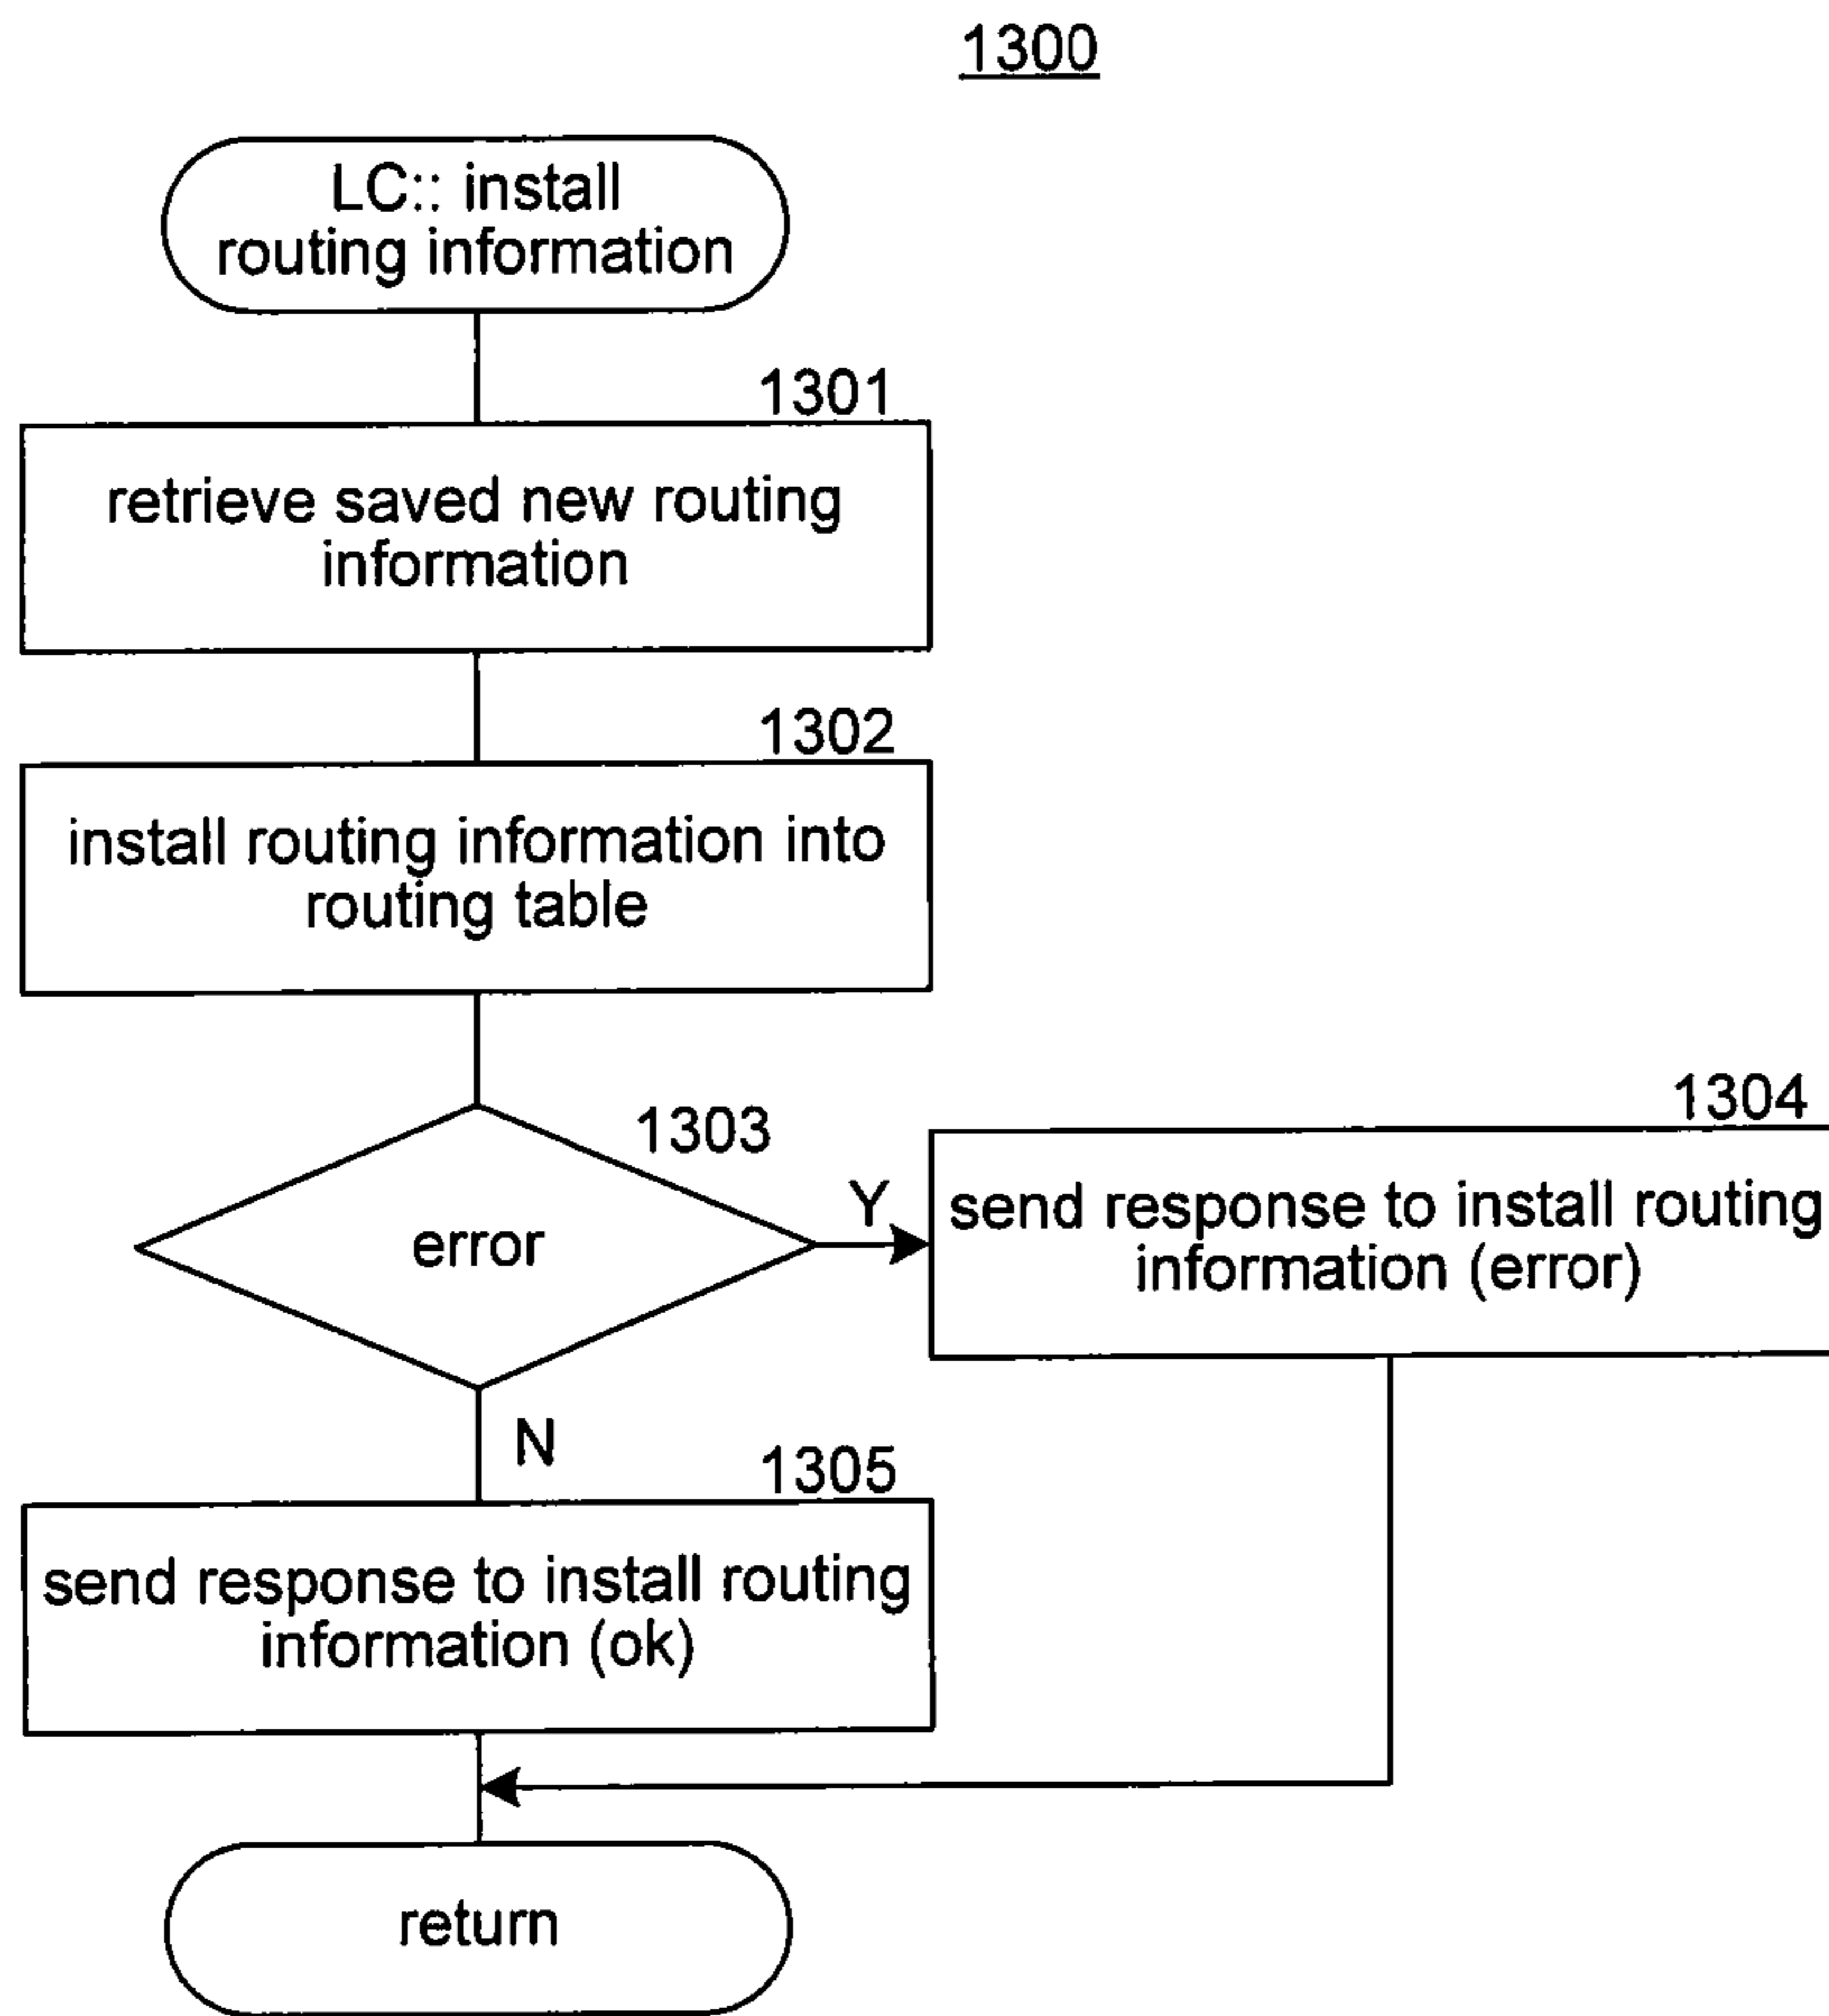 1300
LC:: install
routing information
1301
retrieve saved new routing
information
1302
install routing information into
routing table
1303
error
Y
1304
send response to install routing
information (error)
N
1305
send response to install routing
information (ok)
return